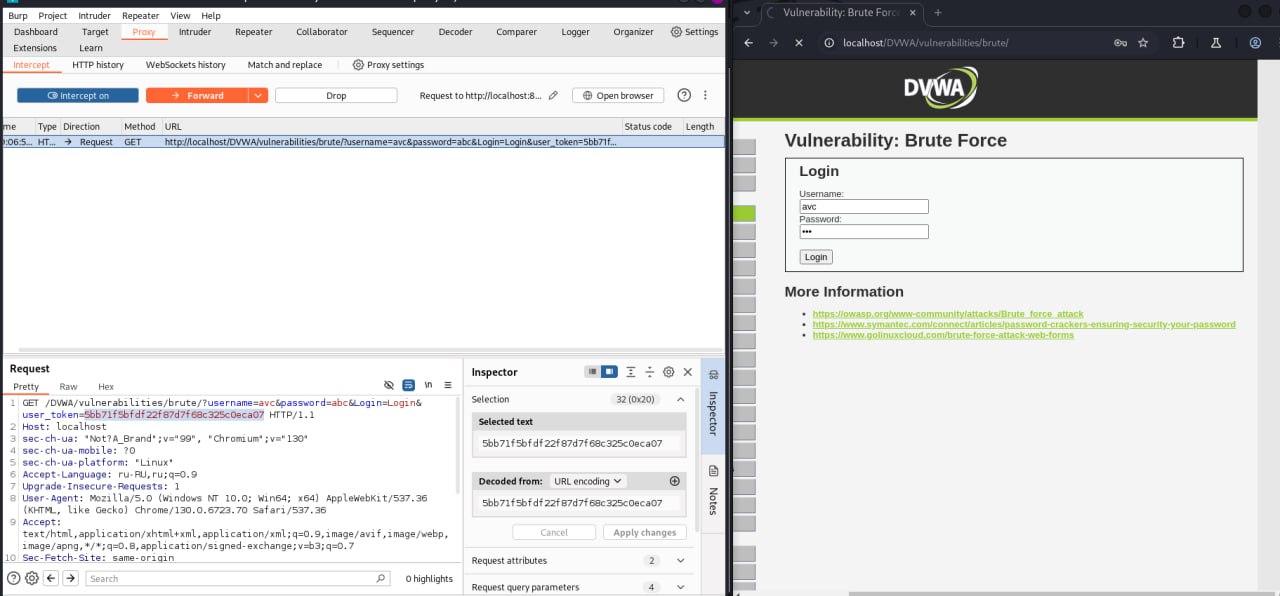 Burp Project Intruder Repeater View Help
Dashboard Target Proxy Intruder Repeater Collaborator Sequencer Decoder Comparer Logger Organizer Settings
Extensions Learn
Intercept HTTP history WebSockets history Match and replace Proxy settings
Intercept on Forward Drop Request to http://localhost:8... Open browser
me Type Direction Method URL Status code Length
0:06:5... HT... → Request GET http://localhost/DVWA/vulnerabilities/brute/?username=avc&password=abc&Login=Login&user_token=5bb71f...
Request
Pretty Raw Hex \n
1 GET /DVWA/vulnerabilities/brute/?username=avc&password=abc&Login=Login&
user_token=5bb71f5bfdf22f87d7f68c325c0eca07 HTTP/1.1
2 Host: localhost
3 sec-ch-ua: "Not?A_Brand";v="99", "Chromium";v="130"
4 sec-ch-ua-mobile: ?0
5 sec-ch-ua-platform: "Linux"
6 Accept-Language: ru-RU,ru;q=0.9
7 Upgrade-Insecure-Requests: 1
8 User-Agent: Mozilla/5.0 (Windows NT 10.0; Win64; x64) AppleWebKit/537.36
(KHTML, like Gecko) Chrome/130.0.6723.70 Safari/537.36
9 Accept:
text/html,application/xhtml+xml,application/xml;q=0.9,image/avif,image/webp,
image/apng,*/*;q=0.8,application/signed-exchange;v=b3;q=0.7
10 Sec-Fetch-Site: same-origin
Search 0 highlights
Inspector
Selection 32 (0x20)
Selected text
5bb71f5bfdf22f87d7f68c325c0eca07
Decoded from: URL encoding
5bb71f5bfdf22f87d7f68c325c0eca07
Cancel Apply changes
Request attributes 2
Request query parameters 4
Inspector
Notes
Vulnerability: Brute Forc
localhost/DVWA/vulnerabilities/brute/
DVWA
Vulnerability: Brute Force
Login
Username:
avc
Password:
•••
Login
More Information
• https://owasp.org/www-community/attacks/Brute_force_attack
• https://www.symantec.com/connect/articles/password-crackers-ensuring-security-your-password
• https://www.golinuxcloud.com/brute-force-attack-web-forms